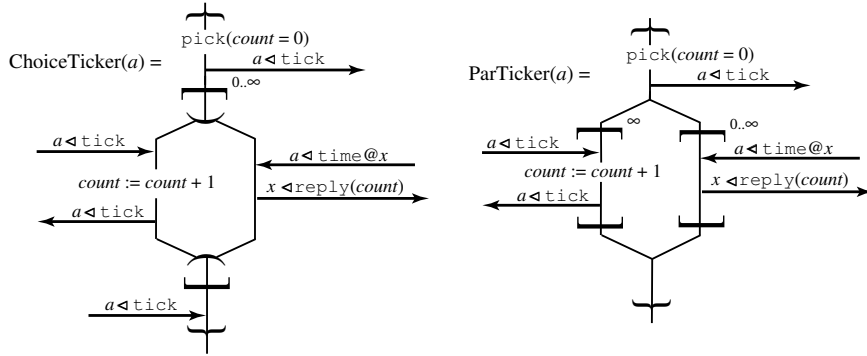 pick(count = 0)
ChoiceTicker(a) =
a ⊲ tick
0..∞
a ⊲ tick
a ⊲ time@x
count := count + 1
x ⊲ reply(count)
a ⊲ tick
a ⊲ tick
pick(count = 0)
ParTicker(a) =
a ⊲ tick
∞
0..∞
a ⊲ tick
a ⊲ time@x
count := count + 1
x ⊲ reply(count)
a ⊲ tick